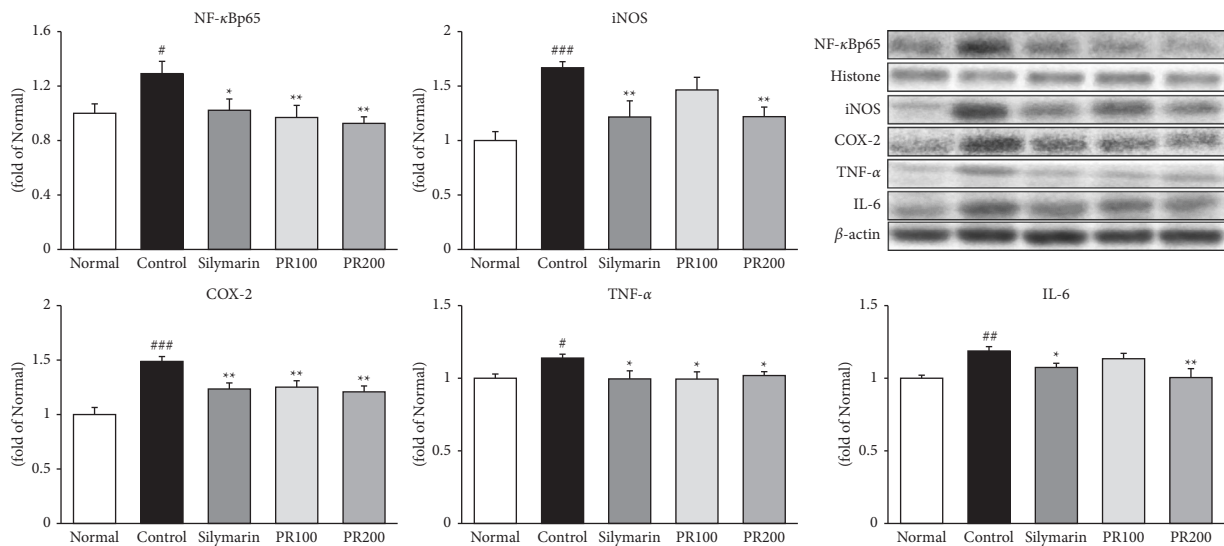 NF-κBp65
(fold of Normal)
1.6
1.2
0.8
0.4
0
#
*
**
**
Normal Control Silymarin PR100 PR200
iNOS
(fold of Normal)
2
1.5
1
0.5
0
###
**
**
Normal Control Silymarin PR100 PR200
NF-κBp65
Histone
iNOS
COX-2
TNF-α
IL-6
β-actin
COX-2
(fold of Normal)
2
1.5
1
0.5
0
###
**
**
**
Normal Control Silymarin PR100 PR200
TNF-α
(fold of Normal)
1.5
1
0.5
0
#
*
*
*
Normal Control Silymarin PR100 PR200
IL-6
(fold of Normal)
1.5
1
0.5
0
##
*
**
Normal Control Silymarin PR100 PR200